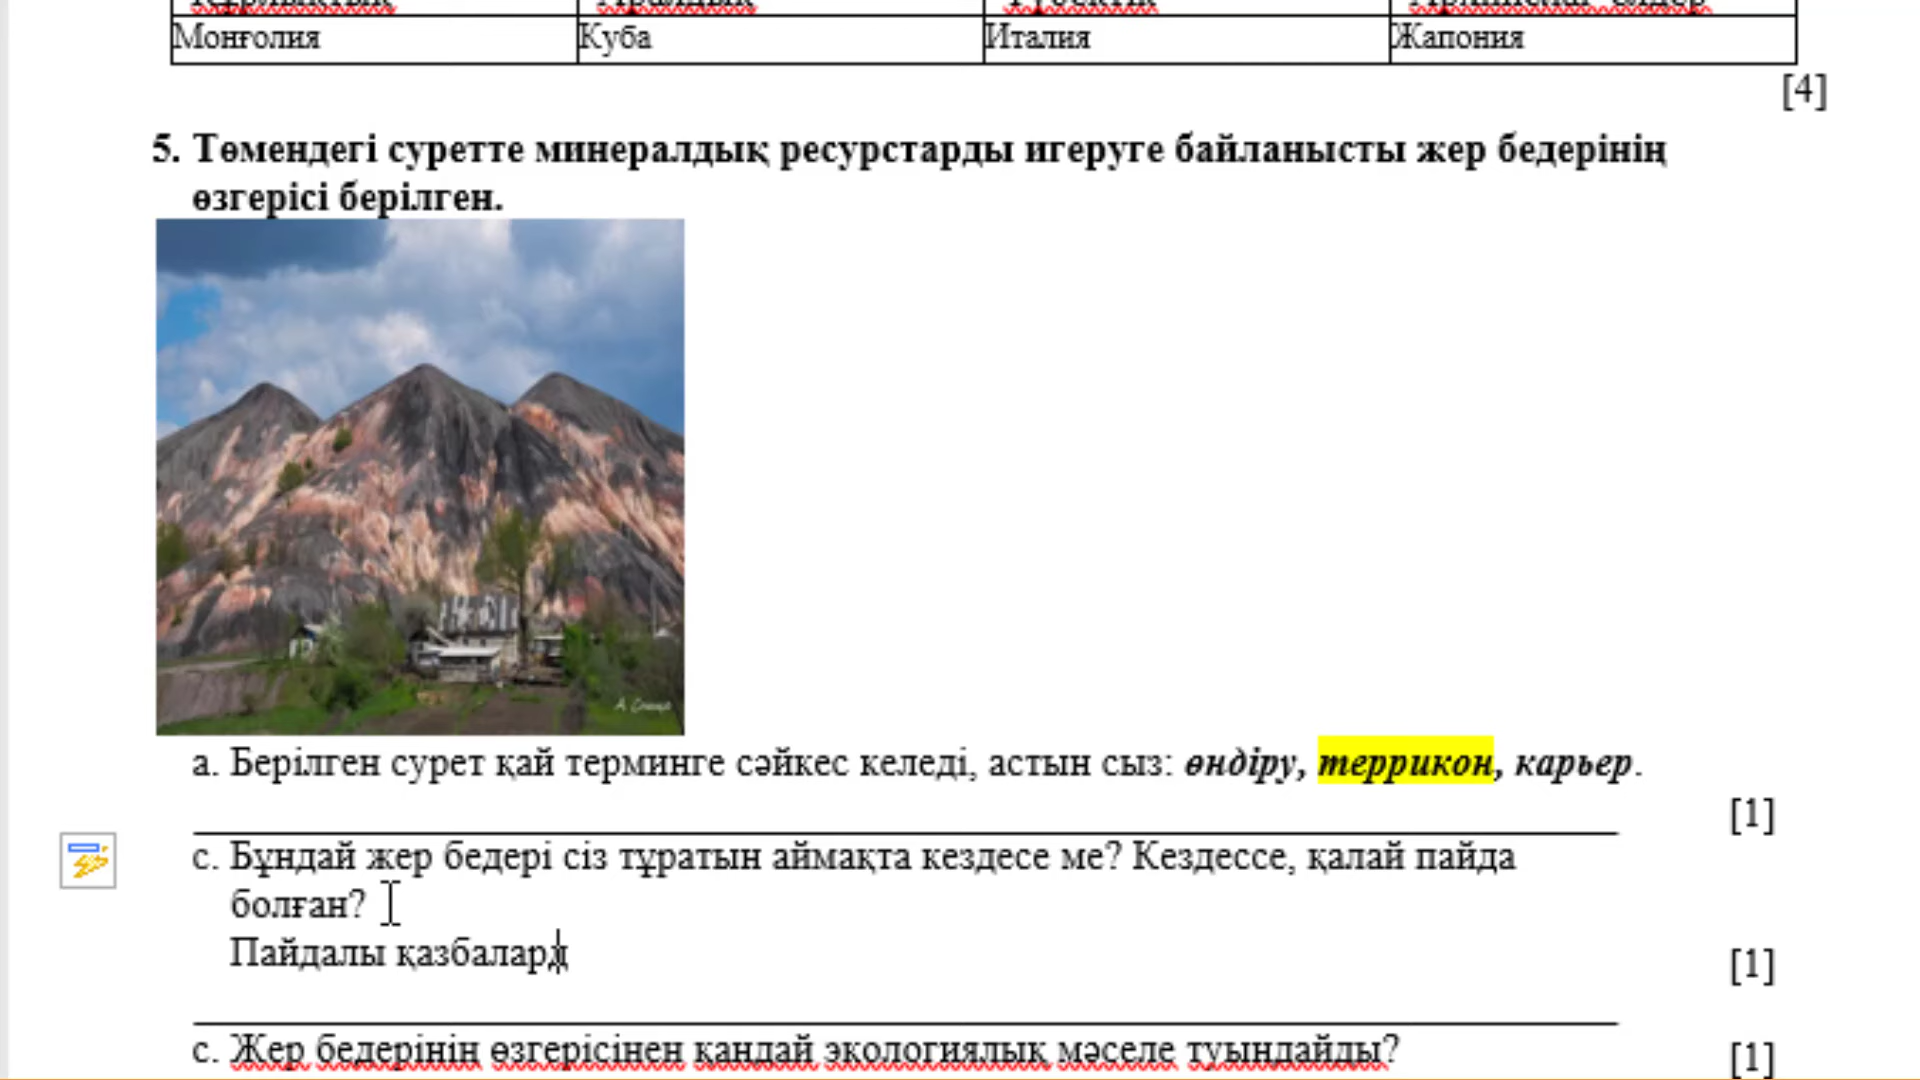 Монғолия Куба Италия Жапония
[4]
5. Төмендегі суретте минералдық ресурстарды игеруге байланысты жер бедерінің
өзгерісі берілген.
а. Берілген сурет қай терминге сәйкес келеді, астын сыз: өндіру, террикон, карьер.
[1]
с. Бұндай жер бедері сіз тұратын аймақта кездесе ме? Кездессе, қалай пайда
болған?
Пайдалы қазбалард
[1]
с. Жер бедерінің өзгерісінен қандай экологиялық мәселе туындайды?
[1]